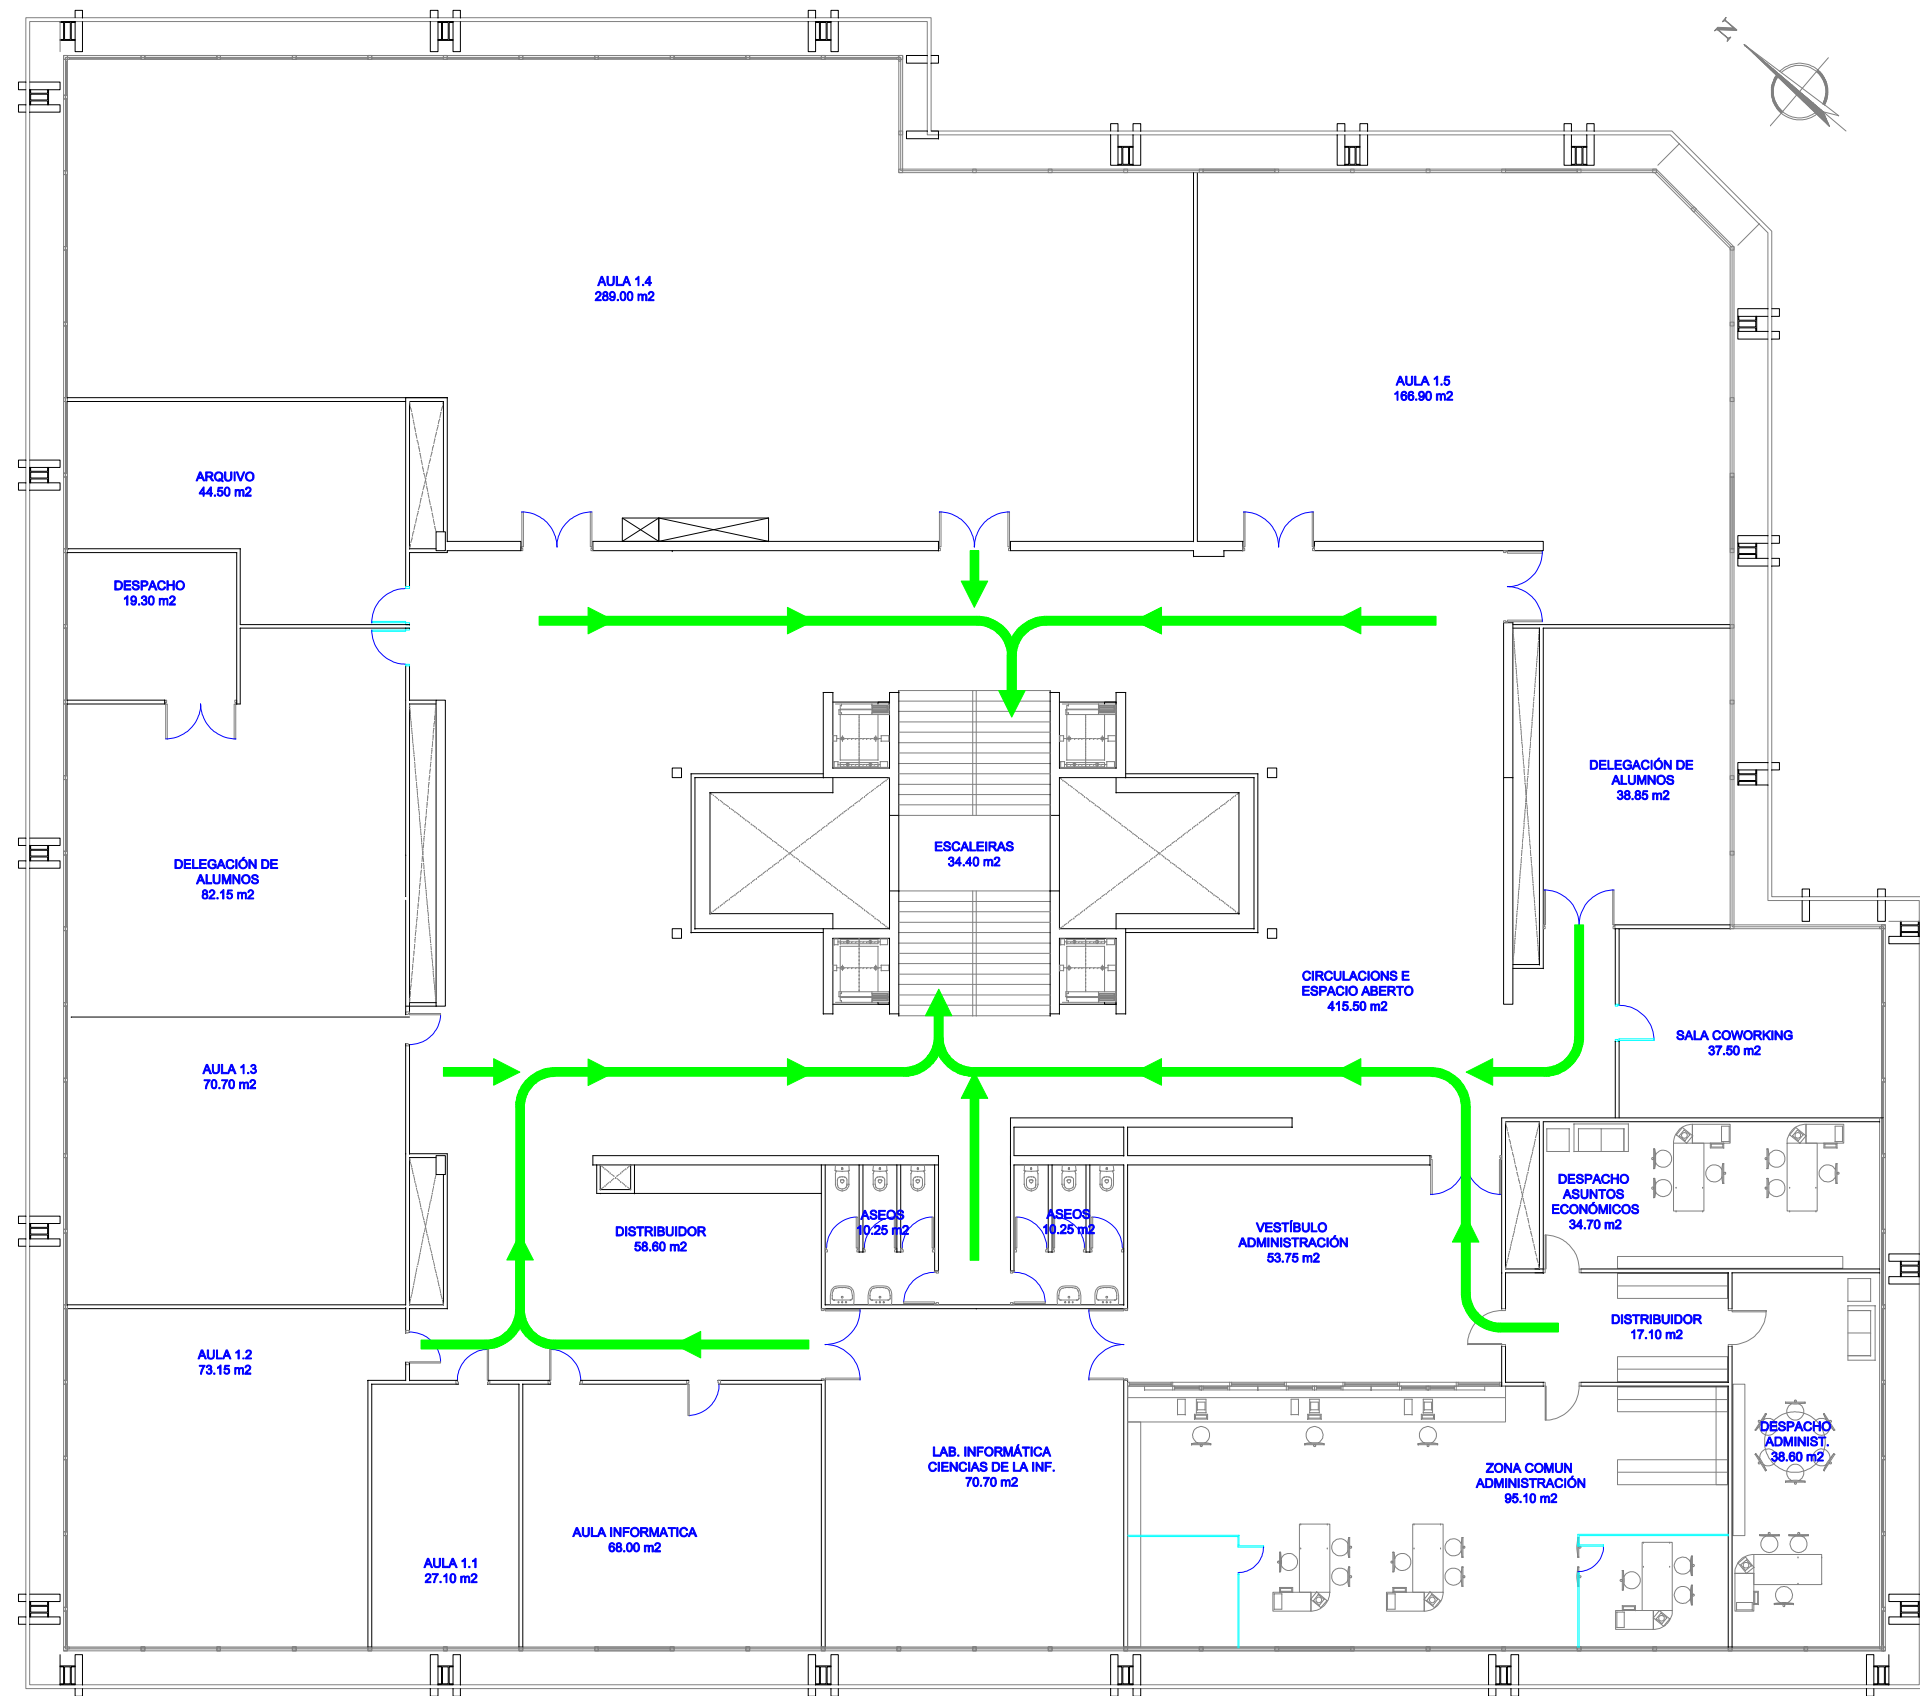 N
AULA 1.4
289.00 m2
AULA 1.5
166.90 m2
ARQUIVO
44.50 m2
DESPACHO
19.30 m2
DELEGACIÓN DE
ALUMNOS
38.85 m2
ESCALEIRAS
34.40 m2
DELEGACIÓN DE
ALUMNOS
82.15 m2
CIRCULACIONS E
ESPACIO ABERTO
415.50 m2
SALA COWORKING
37.50 m2
AULA 1.3
70.70 m2
DESPACHO
ASUNTOS
ECONÓMICOS
34.70 m2
ASEOS
10.25 m2
ASEOS
10.25 m2
DISTRIBUIDOR
58.60 m2
VESTÍBULO
ADMINISTRACIÓN
53.75 m2
DISTRIBUIDOR
17.10 m2
AULA 1.2
73.15 m2
DESPACHO
ADMINIST.
38.60 m2
LAB. INFORMÁTICA
CIENCIAS DE LA INF.
70.70 m2
ZONA COMUN
ADMINISTRACIÓN
95.10 m2
AULA INFORMATICA
68.00 m2
AULA 1.1
27.10 m2